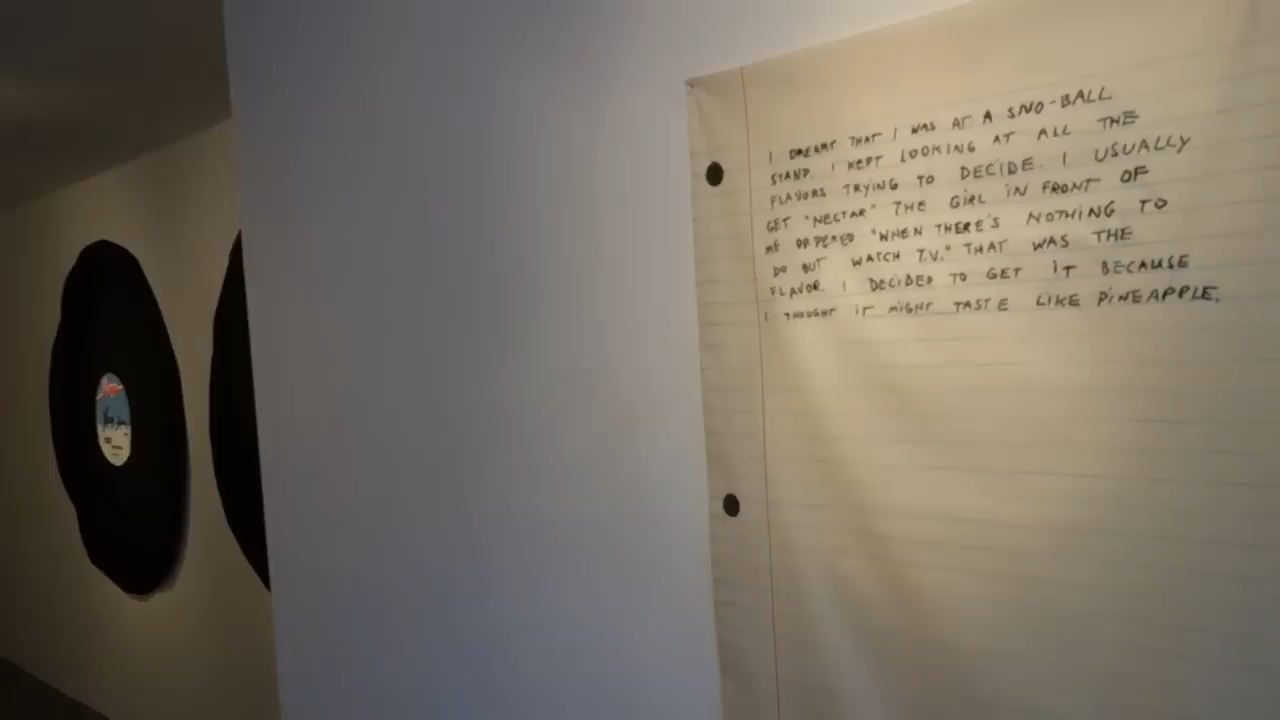 I DREAMT THAT I WAS AT A SNO-BALL
STAND. I KEPT LOOKING AT ALL THE
FLAVORS TRYING TO DECIDE. I USUALLY
GET "NECTAR" THE GIRL IN FRONT OF
ME ORDERED "WHEN THERE'S NOTHING TO
DO BUT WATCH T.V." THAT WAS THE
FLAVOR. I DECIDED TO GET IT BECAUSE
I THOUGHT IT MIGHT TASTE LIKE PINEAPPLE.